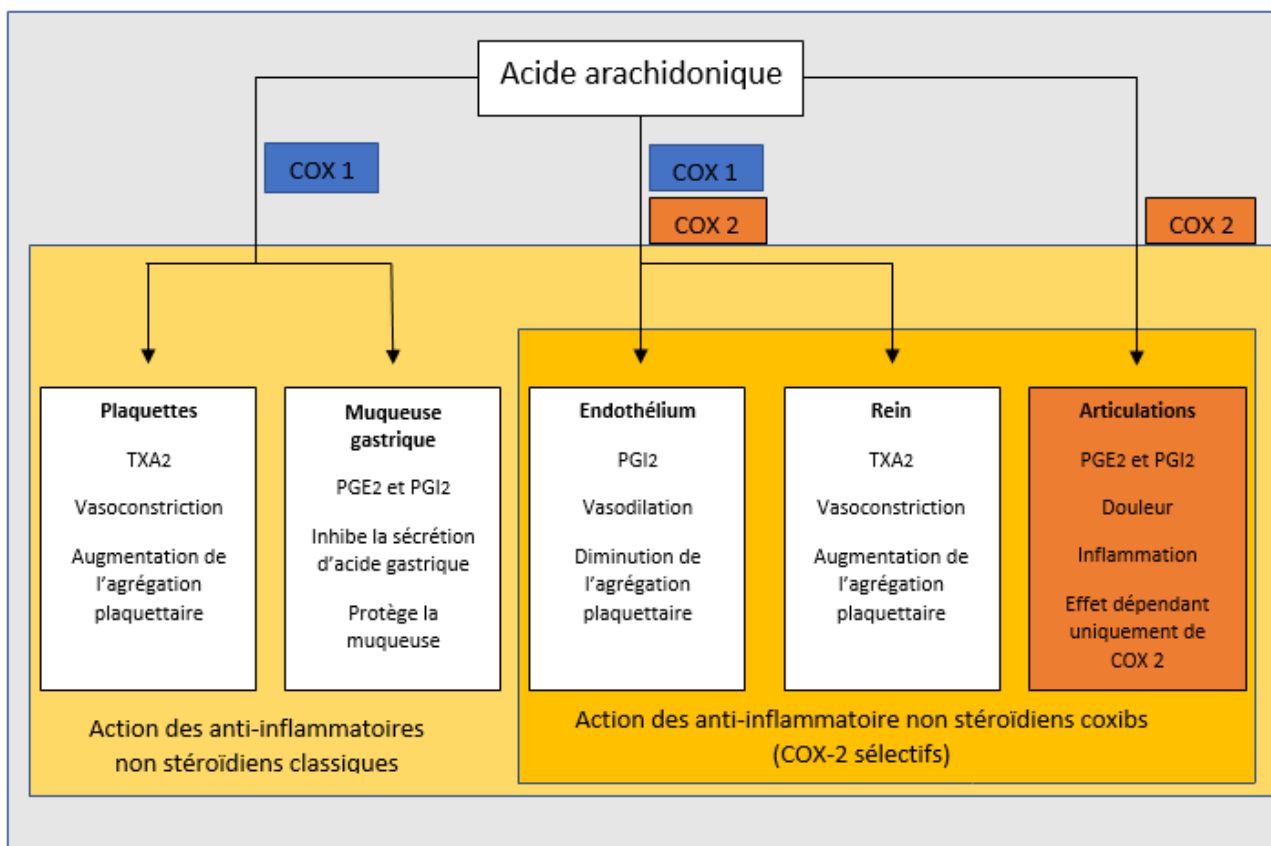 Acide arachidonique
COX 1
COX 1
COX 2
COX 2
Plaquettes
TXA2
Vasoconstriction
Augmentation de
l'agrégation
plaquettaire
Muqueuse
gastrique
PGE2 et PGI2
Inhibe la sécrétion
d'acide gastrique
Protège la
muqueuse
Endothélium
PGI2
Vasodilation
Diminution de
l'agrégation
plaquettaire
Rein
TXA2
Vasoconstriction
Augmentation de
l'agrégation
plaquettaire
Articulations
PGE2 et PGI2
Douleur
Inflammation
Effet dépendant
uniquement de
COX 2
Action des anti-inflammatoires
non stéroïdiens classiques
Action des anti-inflammatoire non stéroïdiens coxibs
(COX-2 sélectifs)